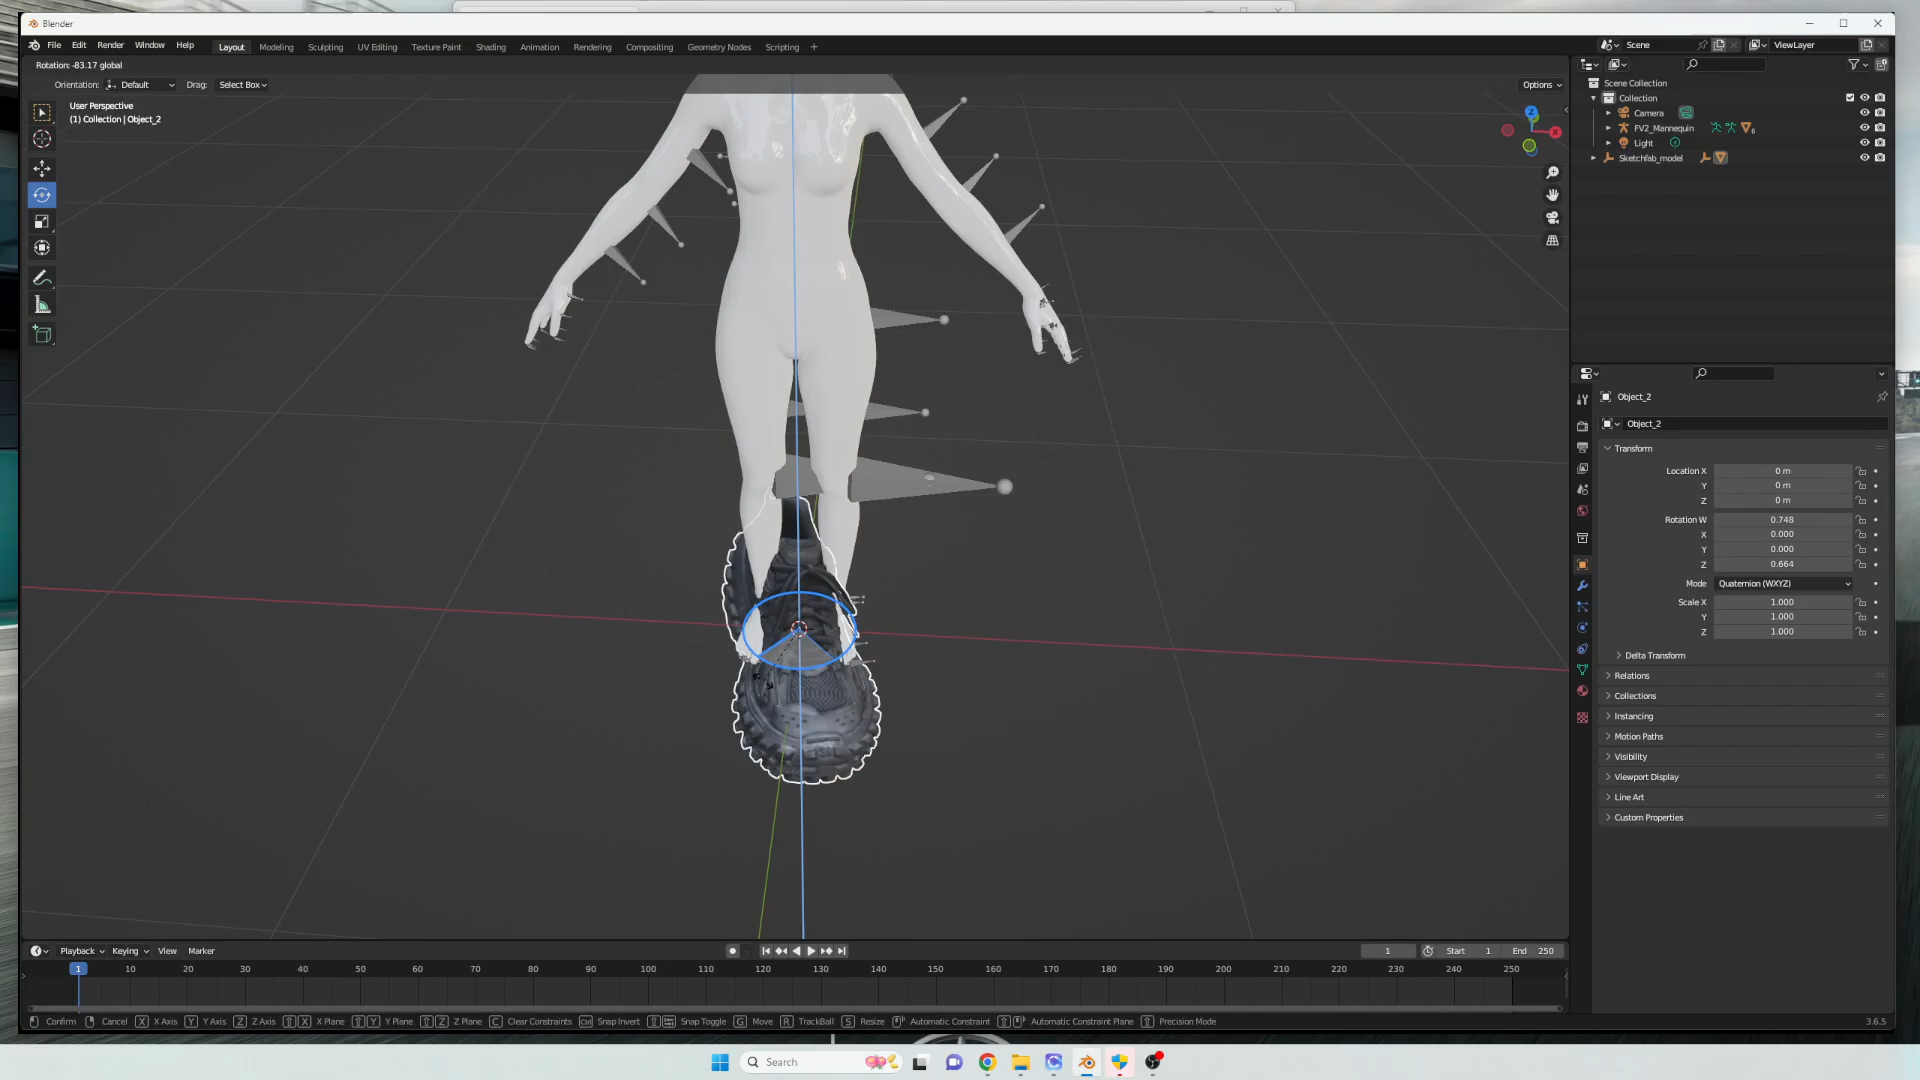 Blender
File Edit Render Window Help
Layout Modeling Sculpting UV Editing Texture Paint Shading Animation Rendering Compositing Geometry Nodes Scripting +
Scene
ViewLayer
Rotation: -83.17 global
Orientation: Default Drag: Select Box
Options
User Perspective
(1) Collection | Object_2
Z
X
Scene Collection
Collection
Camera
FV2_Mannequin 6
Light
Sketchfab_model
Object_2
Object_2
Transform
Location X 0 m
Y 0 m
Z 0 m
Rotation W 0.748
X 0.000
Y 0.000
Z 0.664
Mode Quaternion (WXYZ)
Scale X 1.000
Y 1.000
Z 1.000
Delta Transform
Relations
Collections
Instancing
Motion Paths
Visibility
Viewport Display
Line Art
Custom Properties
Playback Keying View Marker
1 Start 1 End 250
1 10 20 30 40 50 60 70 80 90 100 110 120 130 140 150 160 170 180 190 200 210 220 230 240 250
Confirm Cancel X X Axis Y Y Axis Z Z Axis X X Plane Y Y Plane Z Z Plane C Clear Constraints Ctrl Snap Invert Snap Toggle G Move R TrackBall S Resize Automatic Constraint Automatic Constraint Plane Precision Mode
3.6.5
Search